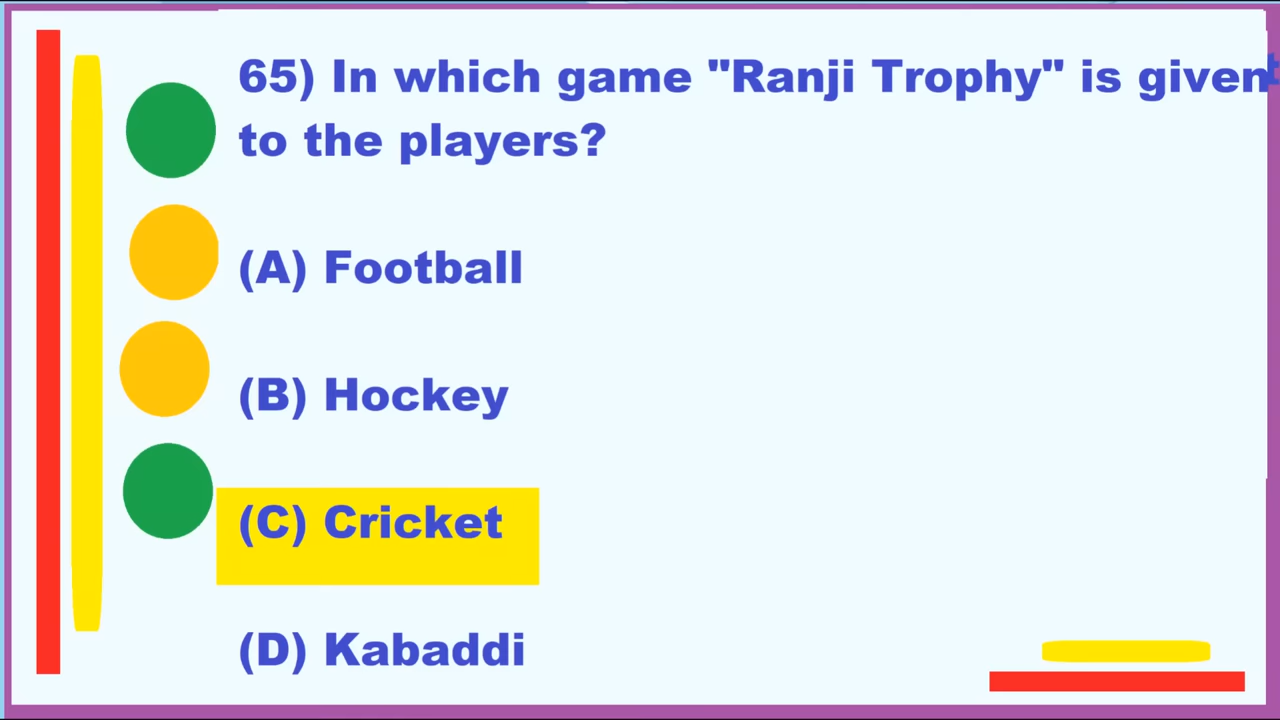 65) In which game "Ranji Trophy" is given
to the players?
(A) Football
(B) Hockey
(C) Cricket
(D) Kabaddi